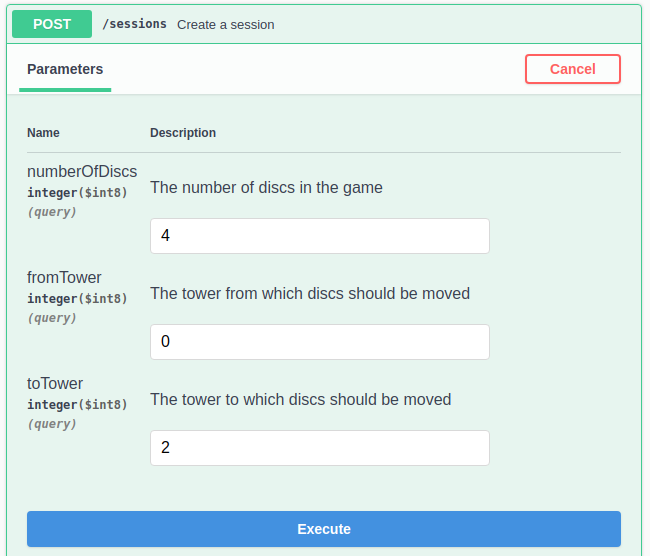 POST /sessions Create a session
Parameters Cancel
Name Description
numberOfDiscs
integer($int8)
(query)
The number of discs in the game
4
fromTower
integer($int8)
(query)
The tower from which discs should be moved
0
toTower
integer($int8)
(query)
The tower to which discs should be moved
2
Execute